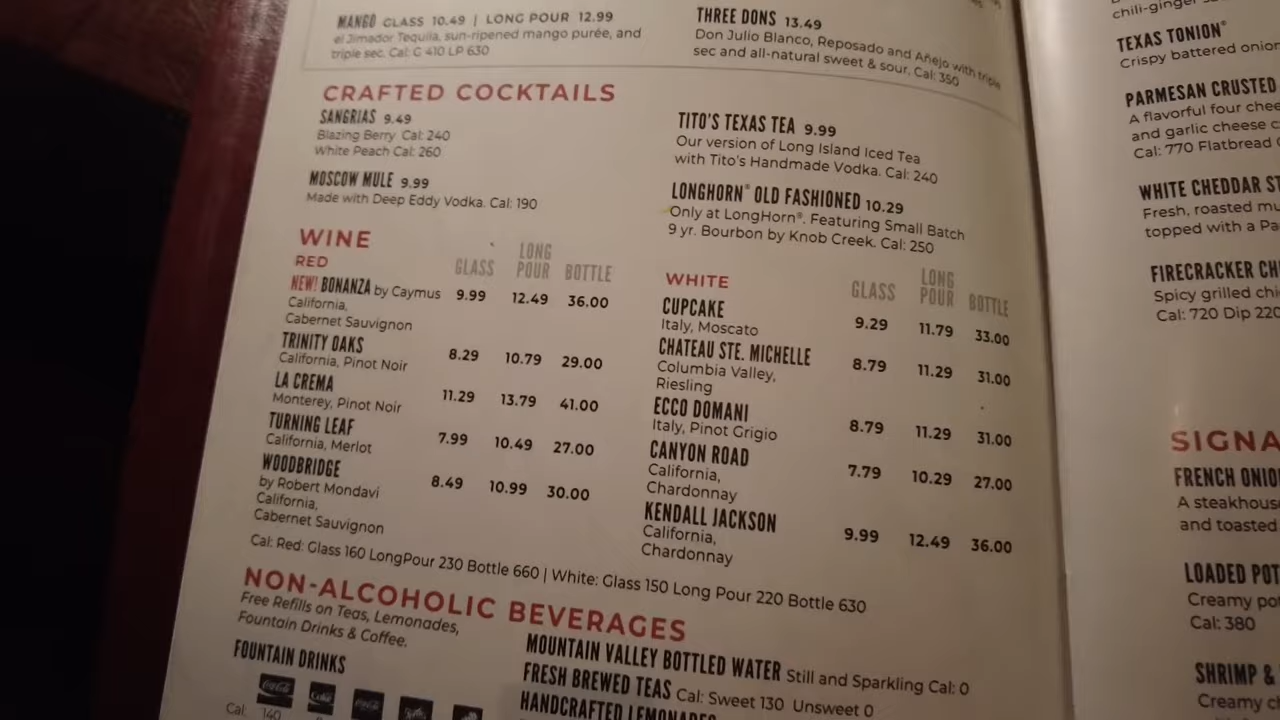 MANGO GLASS 10.49 | LONG POUR 12.99
el Jimador Tequila, sun-ripened mango purée, and
triple sec. Cal: G 410 LP 630
THREE DONS 13.49
Don Julio Blanco, Reposado and Añejo with triple
sec and all-natural sweet & sour. Cal: 350
CRAFTED COCKTAILS
SANGRIAS 9.49
Blazing Berry Cal: 240
White Peach Cal: 260
MOSCOW MULE 9.99
Made with Deep Eddy Vodka. Cal: 190
TITO'S TEXAS TEA 9.99
Our version of Long Island Iced Tea
with Tito's Handmade Vodka. Cal: 240
LONGHORN® OLD FASHIONED 10.29
Only at LongHorn®. Featuring Small Batch
9 yr. Bourbon by Knob Creek. Cal: 250
WINE
RED GLASS LONG POUR BOTTLE
NEW! BONANZA by Caymus 9.99 12.49 36.00
California,
Cabernet Sauvignon
TRINITY OAKS 8.29 10.79 29.00
California, Pinot Noir
LA CREMA 11.29 13.79 41.00
Monterey, Pinot Noir
TURNING LEAF 7.99 10.49 27.00
California, Merlot
WOODBRIDGE 8.49 10.99 30.00
by Robert Mondavi
California,
Cabernet Sauvignon
WHITE GLASS LONG POUR BOTTLE
CUPCAKE 9.29 11.79 33.00
Italy, Moscato
CHATEAU STE. MICHELLE 8.79 11.29 31.00
Columbia Valley,
Riesling
ECCO DOMANI 8.79 11.29 31.00
Italy, Pinot Grigio
CANYON ROAD 7.79 10.29 27.00
California,
Chardonnay
KENDALL JACKSON 9.99 12.49 36.00
California,
Chardonnay
Cal: Red: Glass 160 LongPour 230 Bottle 660 | White: Glass 150 Long Pour 220 Bottle 630
NON-ALCOHOLIC BEVERAGES
Free Refills on Teas, Lemonades,
Fountain Drinks & Coffee.
FOUNTAIN DRINKS
Coca-Cola
Cal: 140
MOUNTAIN VALLEY BOTTLED WATER Still and Sparkling Cal: 0
FRESH BREWED TEAS Cal: Sweet 130 Unsweet 0
HANDCRAFTED LEMONADES
chili-ginger
TEXAS TONION®
Crispy battered onion
PARMESAN CRUSTED
A flavorful four
and garlic cheese
Cal: 770 Flatbread
WHITE CHEDDAR
Fresh, roasted
topped with a
FIRECRACKER
Spicy grilled
Cal: 720 Dip 220
SIGNA
FRENCH ONIO
A steakhous
and toasted
LOADED POT
Creamy
Cal: 380
SHRIMP &
Creamy